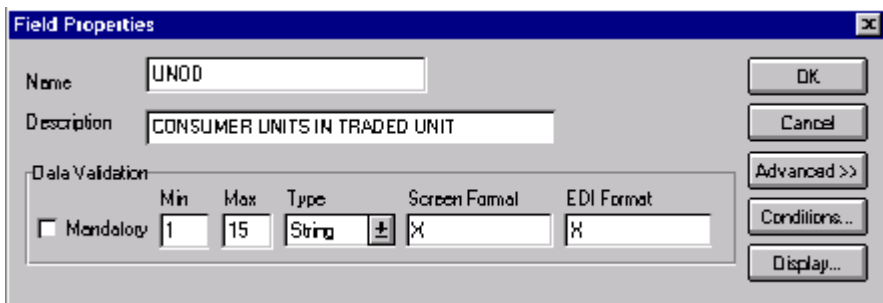 Field Properties
Name UNOD OK
Description CONSUMER UNITS IN TRADED UNIT Cancel
Data Validation Advanced >>
Min Max Type Screen Format EDI Format
Mandatory 1 15 String X X Conditions...
Display...